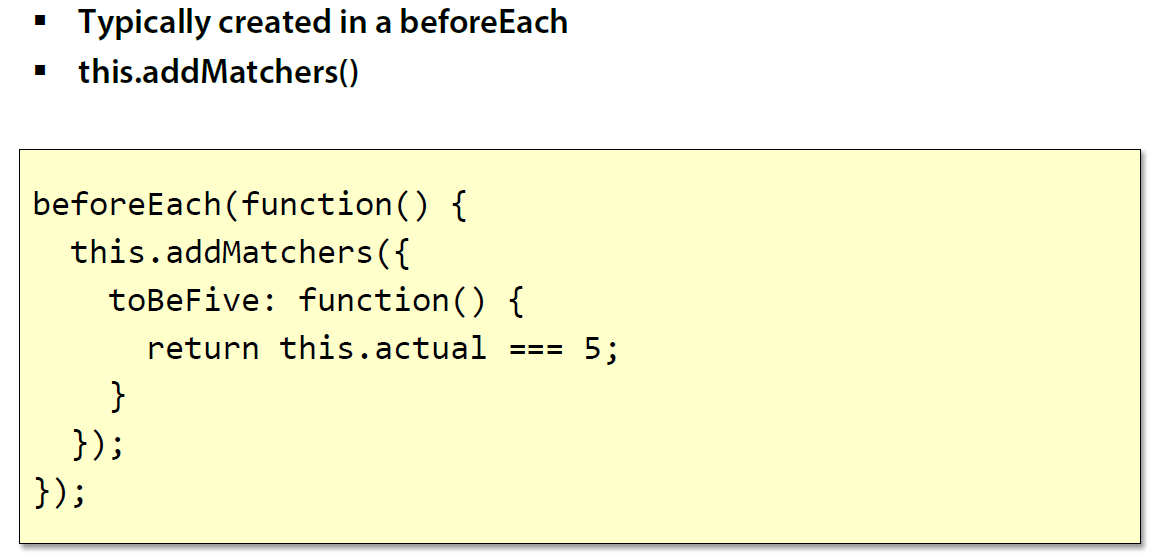 ▪ Typically created in a beforeEach
▪ this.addMatchers()
beforeEach(function() {
  this.addMatchers({
    toBeFive: function() {
      return this.actual === 5;
    }
  });
});